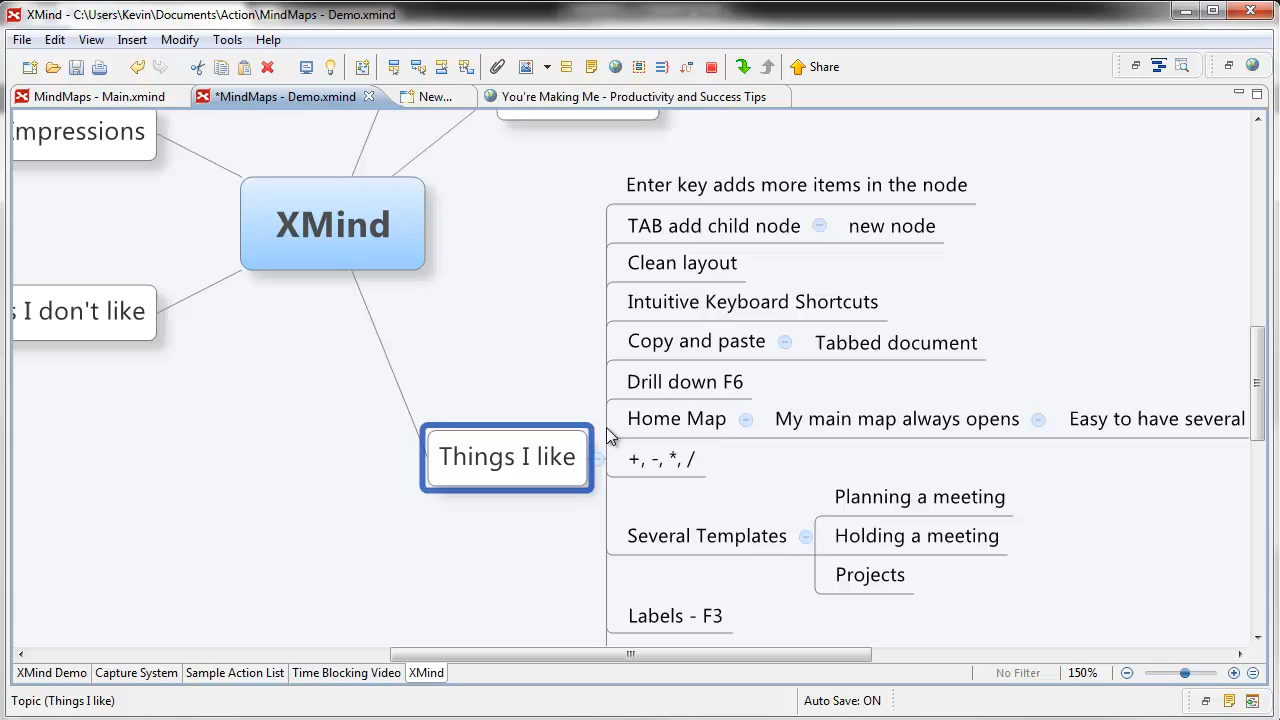 XMind - C:\Users\Kevin\Documents\Action\MindMaps - Demo.xmind
File Edit View Insert Modify Tools Help
Share
MindMaps - Main.xmind
*MindMaps - Demo.xmind
New...
You're Making Me - Productivity and Success Tips
mpressions
XMind
s I don't like
Things I like
Enter key adds more items in the node
TAB add child node
new node
Clean layout
Intuitive Keyboard Shortcuts
Copy and paste
Tabbed document
Drill down F6
Home Map
My main map always opens
Easy to have several
+, -, *, /
Several Templates
Planning a meeting
Holding a meeting
Projects
Labels - F3
XMind Demo
Capture System
Sample Action List
Time Blocking Video
XMind
No Filter
150%
Topic (Things I like)
Auto Save: ON